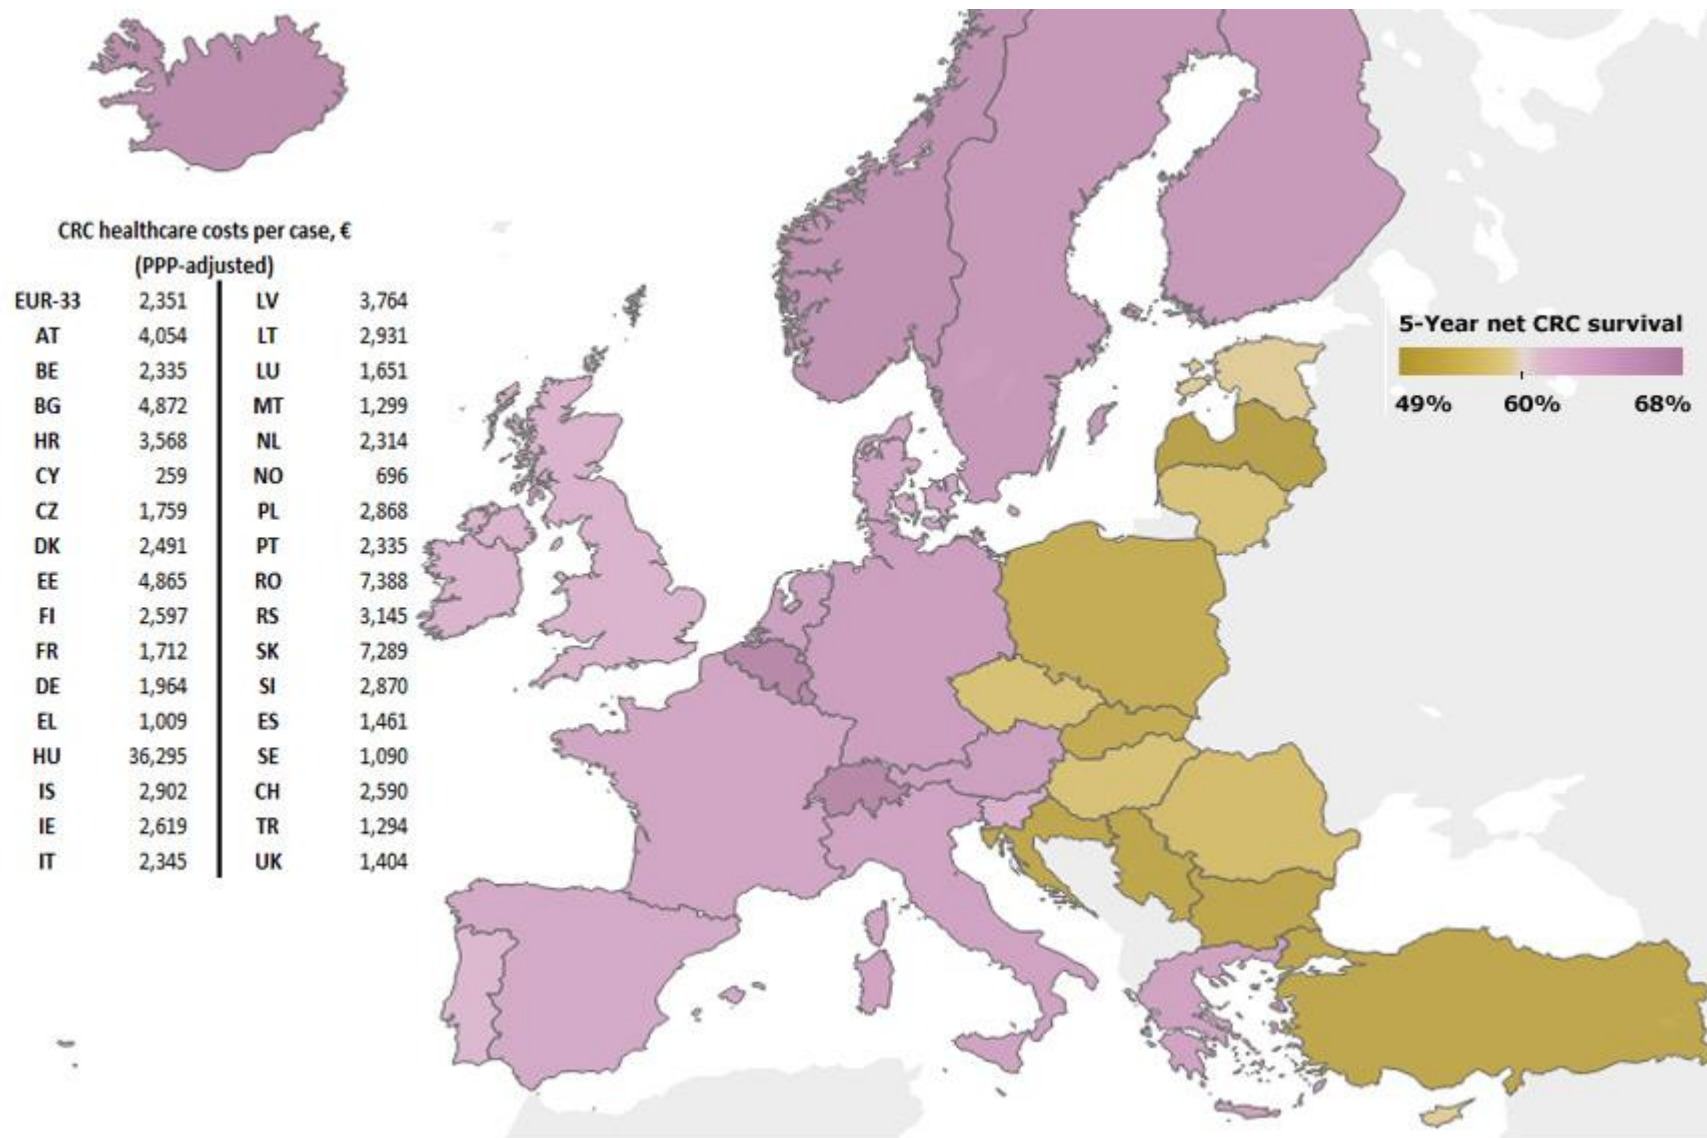 CRC healthcare costs per case, €
(PPP-adjusted)
EUR-33 2,351 LV 3,764
AT 4,054 LT 2,931
BE 2,335 LU 1,651
BG 4,872 MT 1,299
HR 3,568 NL 2,314
CY 259 NO 696
CZ 1,759 PL 2,868
DK 2,491 PT 2,335
EE 4,865 RO 7,388
FI 2,597 RS 3,145
FR 1,712 SK 7,289
DE 1,964 SI 2,870
EL 1,009 ES 1,461
HU 36,295 SE 1,090
IS 2,902 CH 2,590
IE 2,619 TR 1,294
IT 2,345 UK 1,404
5-Year net CRC survival
49% 60% 68%